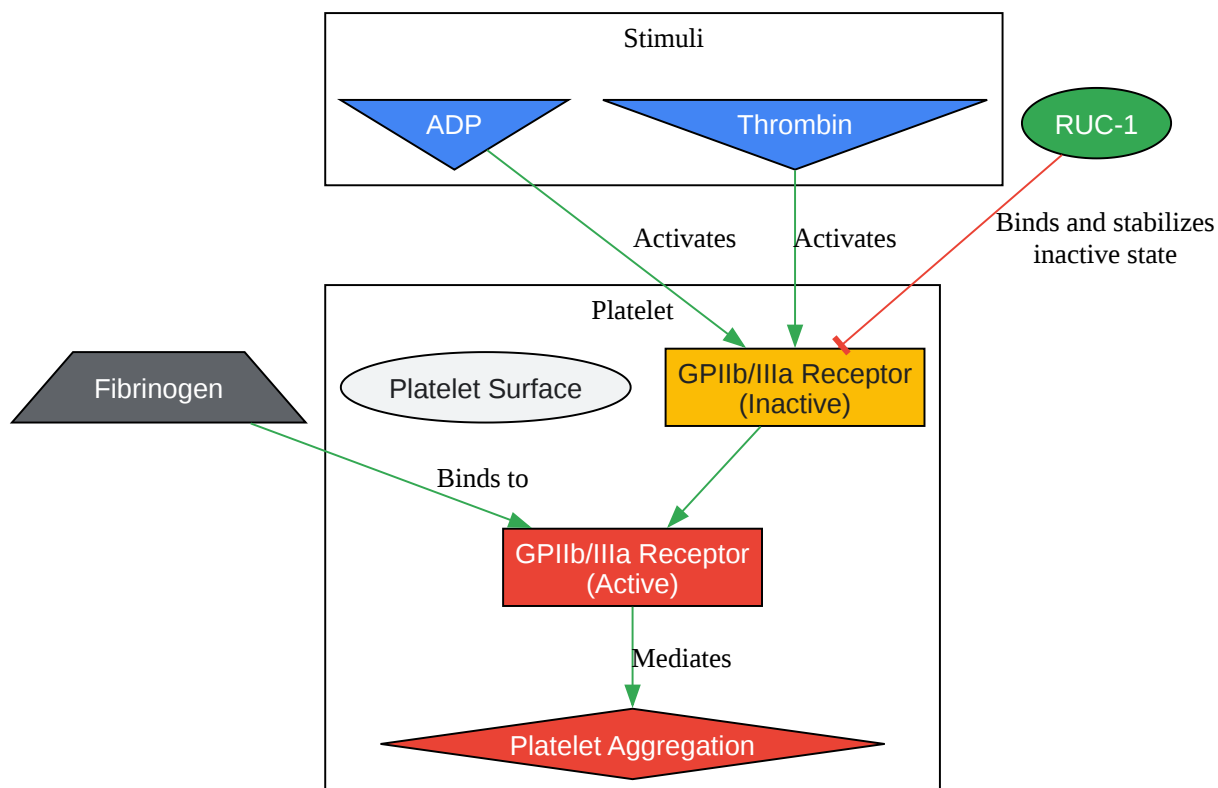 Stimuli
ADP
Thrombin
RUC-1
Activates
Activates
Binds and stabilizes
inactive state
Platelet
Fibrinogen
Platelet Surface
GPIIb/IIIa Receptor
(Inactive)
Binds to
GPIIb/IIIa Receptor
(Active)
Mediates
Platelet Aggregation